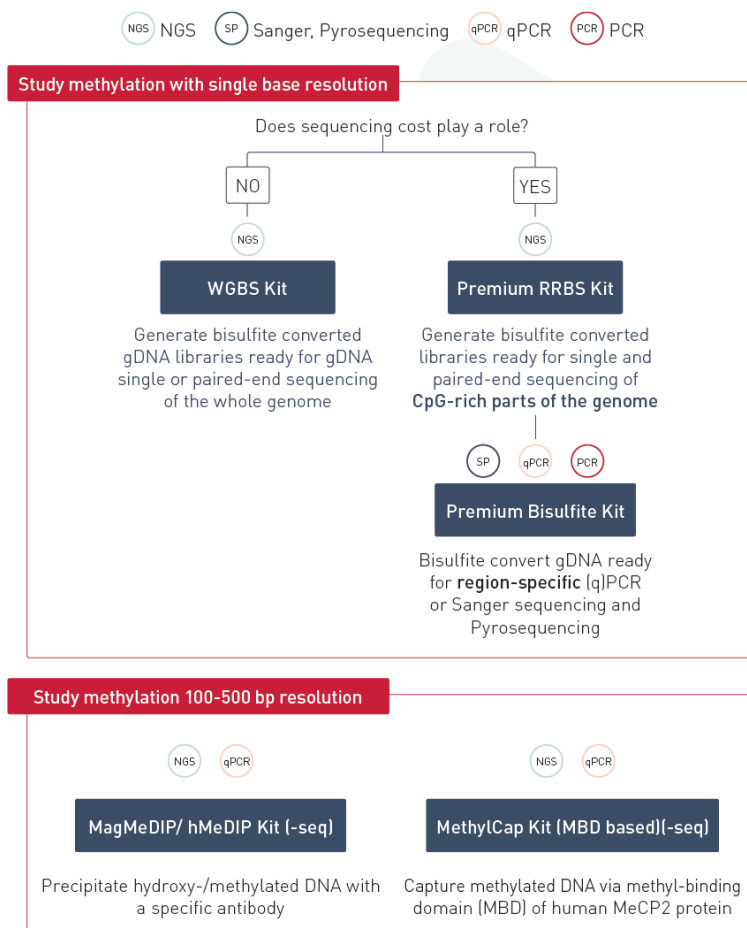 NGS NGS SP Sanger, Pyrosequencing qPCR qPCR PCR PCR
Study methylation with single base resolution
Does sequencing cost play a role?
NO
NGS
WGBS Kit
Generate bisulfite converted
gDNA libraries ready for gDNA
single or paired-end sequencing
of the whole genome
YES
NGS
Premium RRBS Kit
Generate bisulfite converted
libraries ready for single and
paired-end sequencing of
CpG-rich parts of the genome
SP qPCR PCR
Premium Bisulfite Kit
Bisulfite convert gDNA ready
for region-specific (q)PCR
or Sanger sequencing and
Pyrosequencing
Study methylation 100-500 bp resolution
NGS qPCR
MagMeDIP/ hMeDIP Kit (-seq)
Precipitate hydroxy-/methylated DNA with
a specific antibody
NGS qPCR
MethylCap Kit (MBD based)(-seq)
Capture methylated DNA via methyl-binding
domain (MBD) of human MeCP2 protein